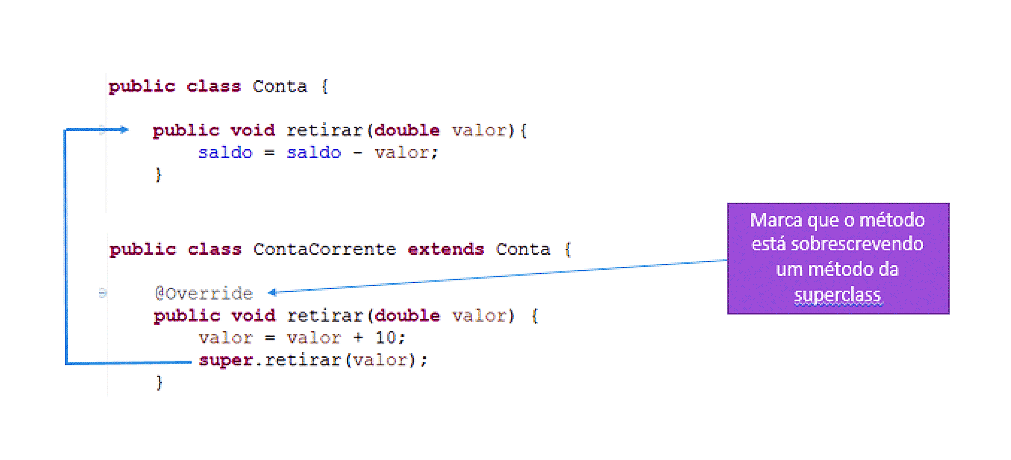 public class Conta {
public void retirar(double valor){
saldo = saldo - valor;
}
public class ContaCorrente extends Conta {
@Override
public void retirar(double valor) {
valor = valor + 10;
super.retirar(valor);
}
Marca que o método
está sobrescrevendo
um método da
superclass